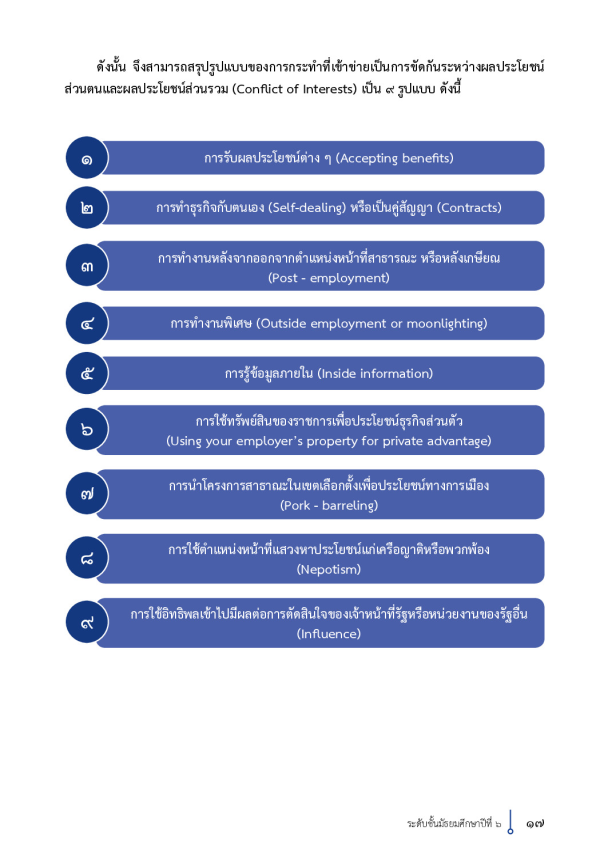 ดังนั้น จึงสามารถสรุปรูปแบบของการกระทำที่เข้าข่ายเป็นการขัดกันระหว่างผลประโยชน์
ส่วนตนและผลประโยชน์ส่วนรวม (Conflict of Interests) เป็น ๙ รูปแบบ ดังนี้
๑
การรับผลประโยชน์ต่าง ๆ (Accepting benefits)
๒
การทำธุรกิจกับตนเอง (Self-dealing) หรือเป็นคู่สัญญา (Contracts)
๓
การทำงานหลังจากออกจากตำแหน่งหน้าที่สาธารณะ หรือหลังเกษียณ
(Post - employment)
๔
การทำงานพิเศษ (Outside employment or moonlighting)
๕
การรู้ข้อมูลภายใน (Inside information)
๖
การใช้ทรัพย์สินของราชการเพื่อประโยชน์ธุรกิจส่วนตัว
(Using your employer's property for private advantage)
๗
การนำโครงการสาธาณะในเขตเลือกตั้งเพื่อประโยชน์ทางการเมือง
(Pork - barreling)
๘
การใช้ตำแหน่งหน้าที่แสวงหาประโยชน์แก่เครือญาติหรือพวกพ้อง
(Nepotism)
๙
การใช้อิทธิพลเข้าไปมีผลต่อการตัดสินใจของเจ้าหน้าที่รัฐหรือหน่วยงานของรัฐอื่น
(Influence)
ระดับชั้นมัธยมศึกษาปีที่ ๖
๑๗